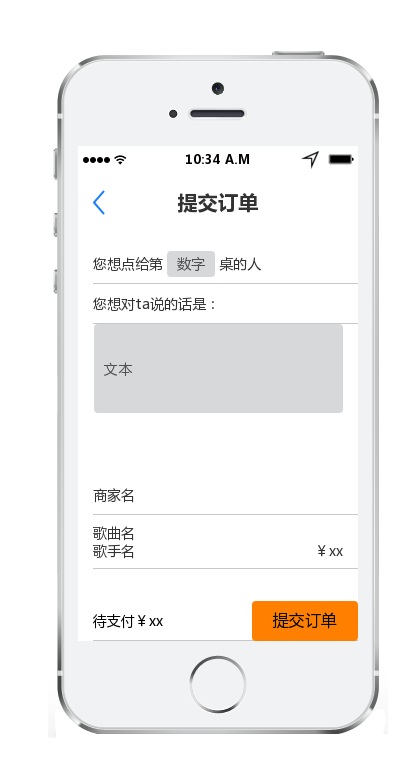 10:34 A.M
提交订单
您想点给第 数字 桌的人
您想对ta说的话是：
文本
商家名
歌曲名
歌手名 ¥ xx
待支付 ¥ xx 提交订单